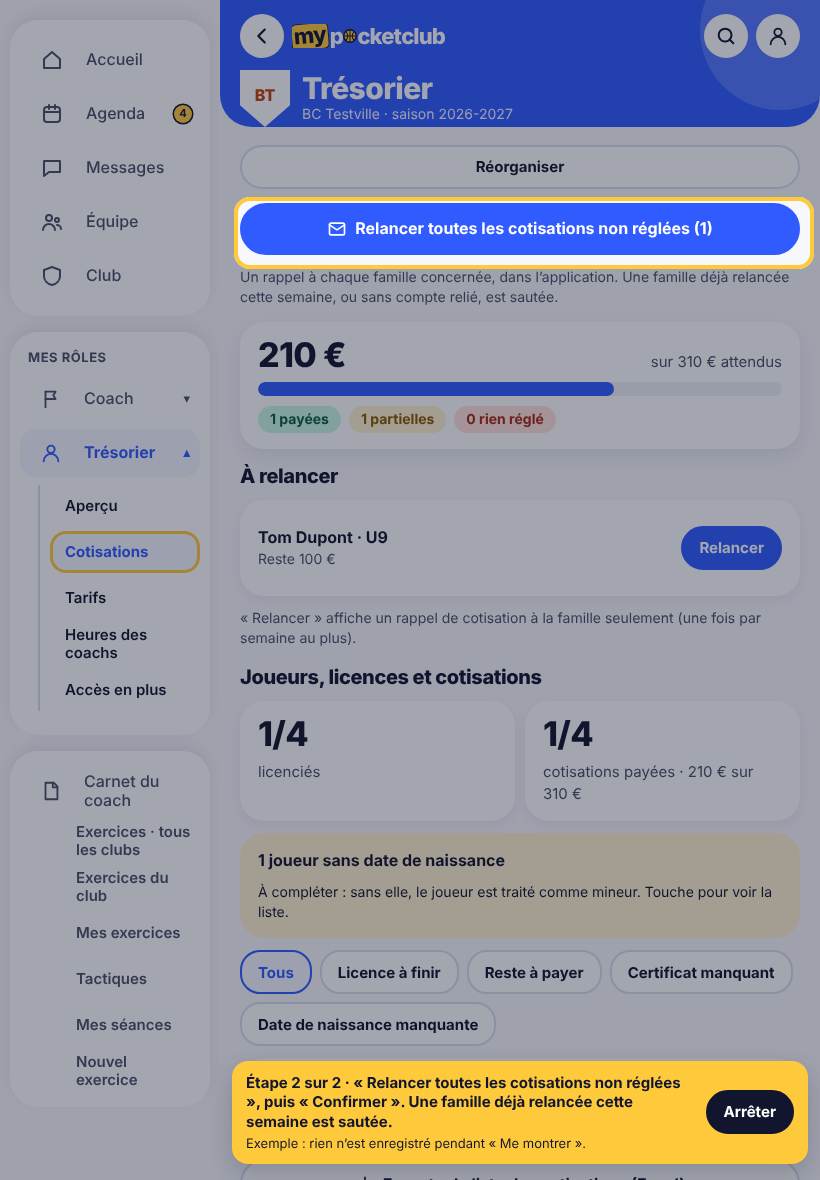 Accueil
Agenda 4
Messages
Équipe
Club
MES RÔLES
Coach ▾
Trésorier ▴
Aperçu
Cotisations
Tarifs
Heures des
coachs
Accès en plus
Carnet du
coach
Exercices · tous
les clubs
Exercices du
club
Mes exercices
Tactiques
Mes séances
Nouvel
exercice
my pocketclub
BT
Trésorier
BC Testville · saison 2026-2027
Réorganiser
Relancer toutes les cotisations non réglées (1)
Un rappel à chaque famille concernée, dans l’application. Une famille déjà relancée
cette semaine, ou sans compte relié, est sautée.
210 €
sur 310 € attendus
1 payées 1 partielles 0 rien réglé
À relancer
Tom Dupont · U9
Reste 100 €
Relancer
« Relancer » affiche un rappel de cotisation à la famille seulement (une fois par
semaine au plus).
Joueurs, licences et cotisations
1/4
licenciés
1/4
cotisations payées · 210 € sur
310 €
1 joueur sans date de naissance
À compléter : sans elle, le joueur est traité comme mineur. Touche pour voir la
liste.
Tous Licence à finir Reste à payer Certificat manquant
Date de naissance manquante
Étape 2 sur 2 · « Relancer toutes les cotisations non réglées
», puis « Confirmer ». Une famille déjà relancée cette
semaine est sautée.
Exemple : rien n’est enregistré pendant « Me montrer ».
Arrêter